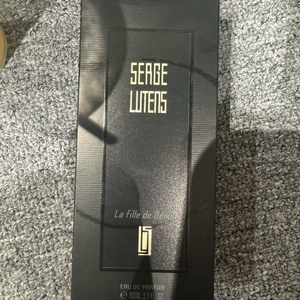 SERGE
LUTENS
La Fille de
EAU DE PARFUM